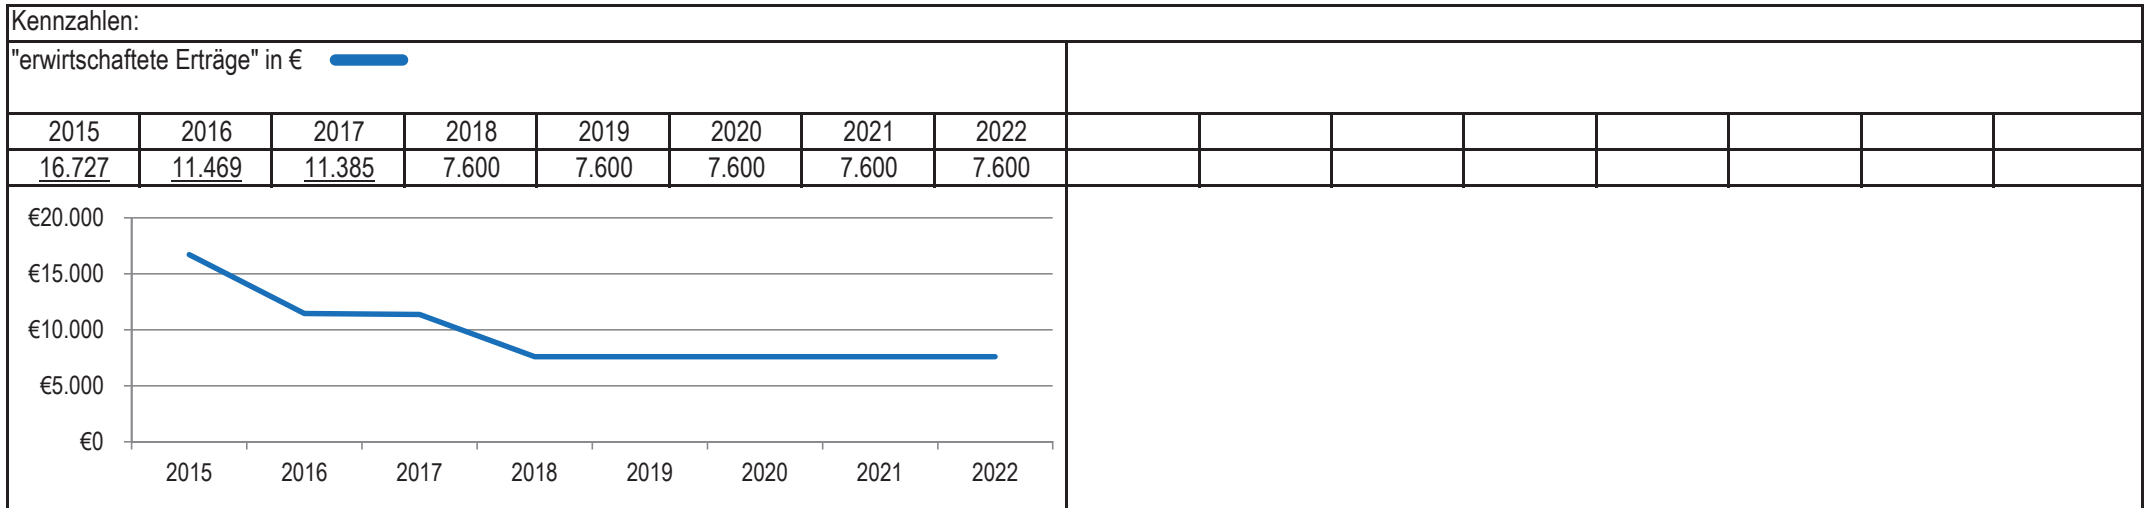 Kennzahlen:
"erwirtschaftete Erträge" in €
2015 2016 2017 2018 2019 2020 2021 2022
16.727 11.469 11.385 7.600 7.600 7.600 7.600 7.600
€20.000
€15.000
€10.000
€5.000
€0
2015 2016 2017 2018 2019 2020 2021 2022